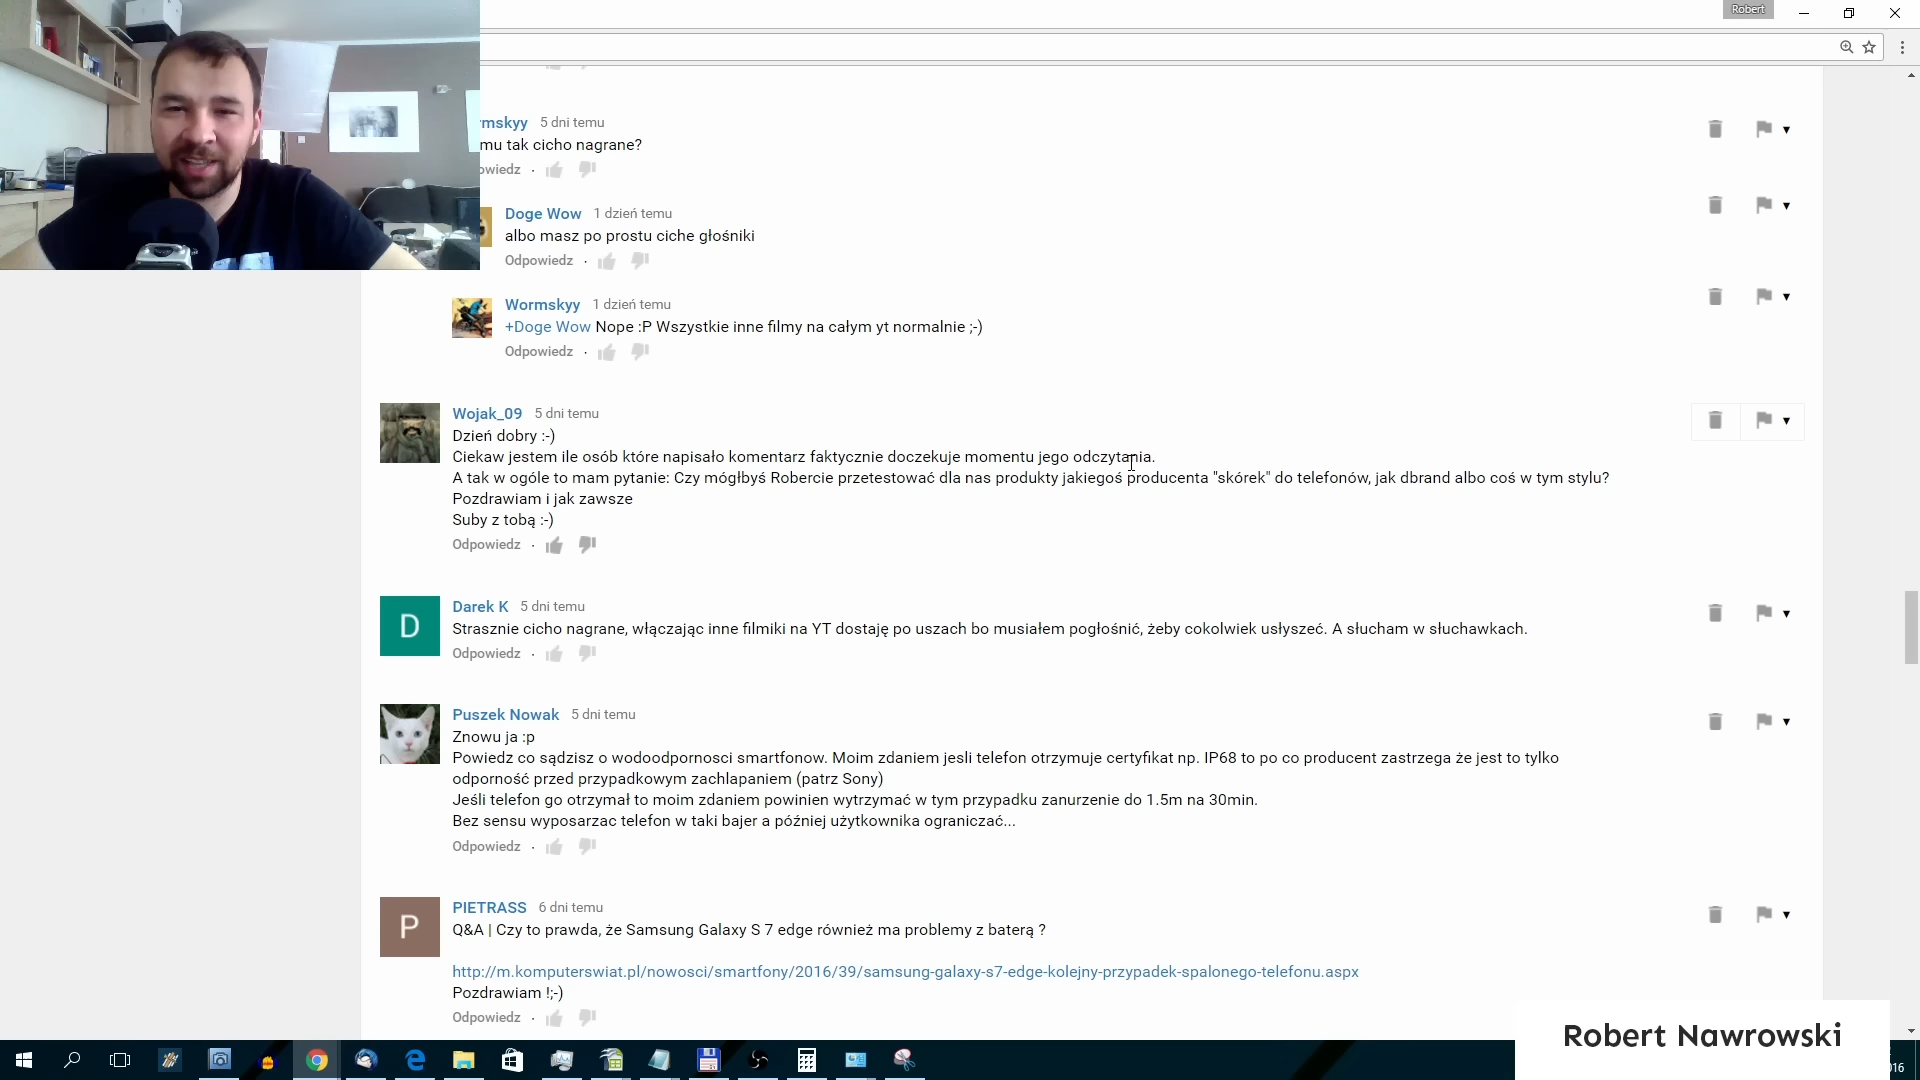 Robert
mskyy 5 dni temu
mu tak cicho nagrane?
owiedz ·
Doge Wow 1 dzień temu
albo masz po prostu ciche głośniki
Odpowiedz ·
Wormskyy 1 dzień temu
+Doge Wow Nope :P Wszystkie inne filmy na całym yt normalnie ;-)
Odpowiedz ·
Wojak_09 5 dni temu
Dzień dobry :-)
Ciekaw jestem ile osób które napisało komentarz faktycznie doczekuje momentu jego odczytania.
A tak w ogóle to mam pytanie: Czy mógłbyś Robercie przetestować dla nas produkty jakiegoś producenta "skórek" do telefonów, jak dbrand albo coś w tym stylu?
Pozdrawiam i jak zawsze
Suby z tobą :-)
Odpowiedz ·
D
Darek K 5 dni temu
Strasznie cicho nagrane, włączając inne filmiki na YT dostaję po uszach bo musiałem pogłośnić, żeby cokolwiek usłyszeć. A słucham w słuchawkach.
Odpowiedz ·
Puszek Nowak 5 dni temu
Znowu ja :p
Powiedz co sądzisz o wodoodpornosci smartfonow. Moim zdaniem jesli telefon otrzymuje certyfikat np. IP68 to po co producent zastrzega że jest to tylko
odporność przed przypadkowym zachlapaniem (patrz Sony)
Jeśli telefon go otrzymał to moim zdaniem powinien wytrzymać w tym przypadku zanurzenie do 1.5m na 30min.
Bez sensu wyposarzac telefon w taki bajer a później użytkownika ograniczać...
Odpowiedz ·
P
PIETRASS 6 dni temu
Q&A | Czy to prawda, że Samsung Galaxy S 7 edge również ma problemy z baterą ?
http://m.komputerswiat.pl/nowosci/smartfony/2016/39/samsung-galaxy-s7-edge-kolejny-przypadek-spalonego-telefonu.aspx
Pozdrawiam !;-)
Odpowiedz ·
Robert Nawrowski
016